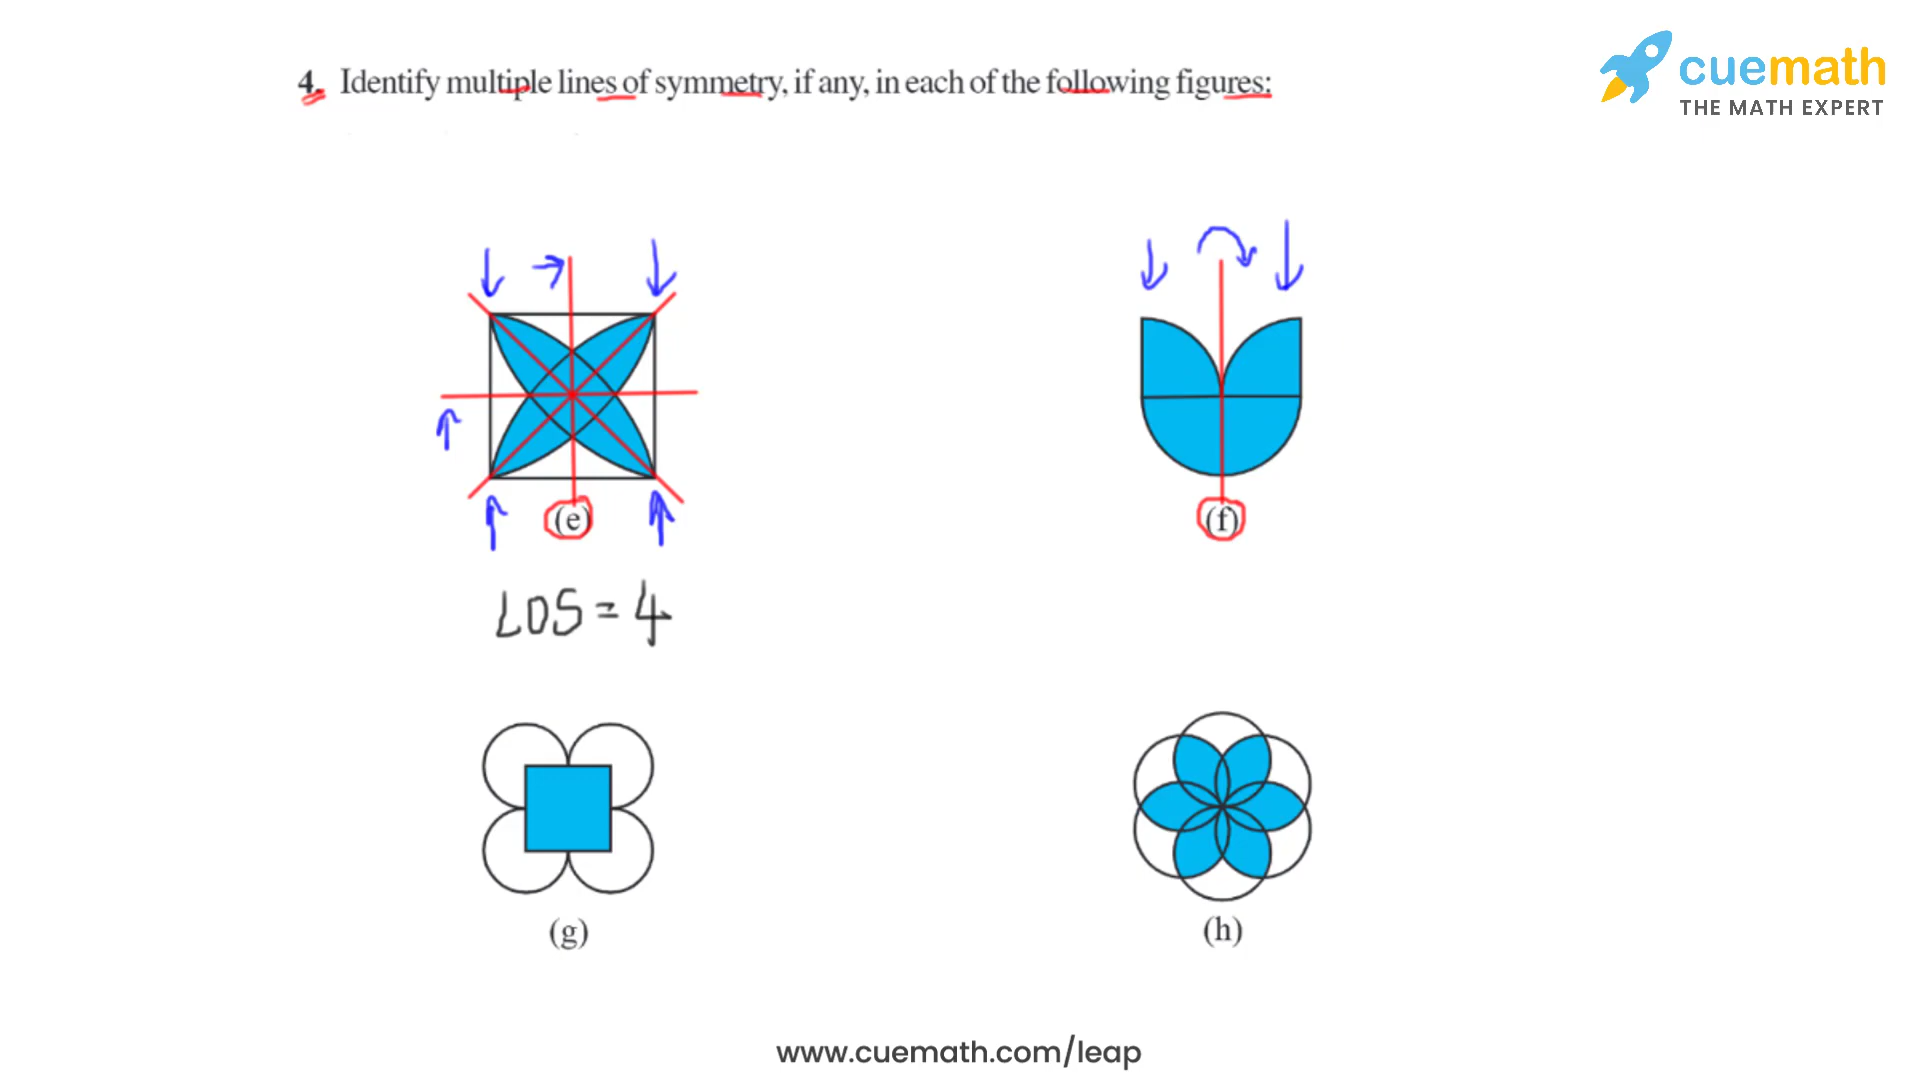 4. Identify multiple lines of symmetry, if any, in each of the following figures:
cuemath
THE MATH EXPERT
(e)
(f)
LOS = 4
(g)
(h)
www.cuemath.com/leap